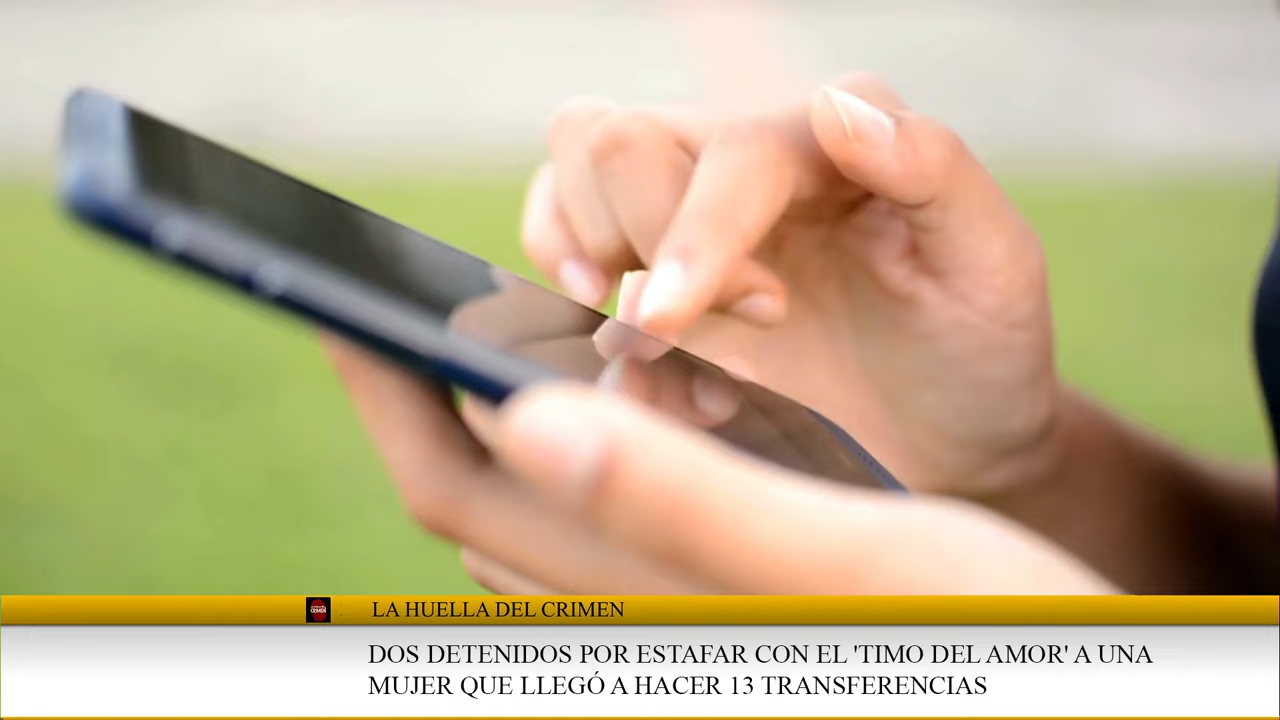 LA HUELLA DEL CRIMEN
DOS DETENIDOS POR ESTAFAR CON EL 'TIMO DEL AMOR' A UNA
MUJER QUE LLEGÓ A HACER 13 TRANSFERENCIAS